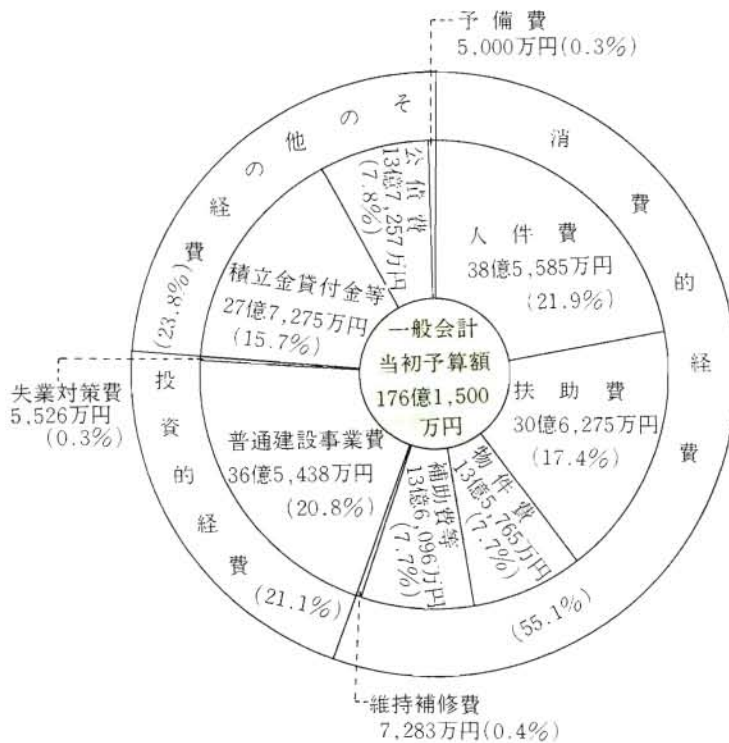 予備費
5,000万円(0.3%)
消費的経費
(55.1%)
人件費
38億5,585万円
(21.9%)
扶助費
30億6,275万円
(17.4%)
物件費
13億5,765万円
(7.7%)
補助費等
13億6,096万円
(7.7%)
維持補修費
7,283万円(0.4%)
投資的経費
(21.1%)
普通建設事業費
36億5,438万円
(20.8%)
失業対策費
5,526万円
(0.3%)
その他の経費
(23.8%)
積立金貸付金等
27億7,275万円
(15.7%)
公債費
13億7,257万円
(7.8%)
一般会計
当初予算額
176億1,500
万円